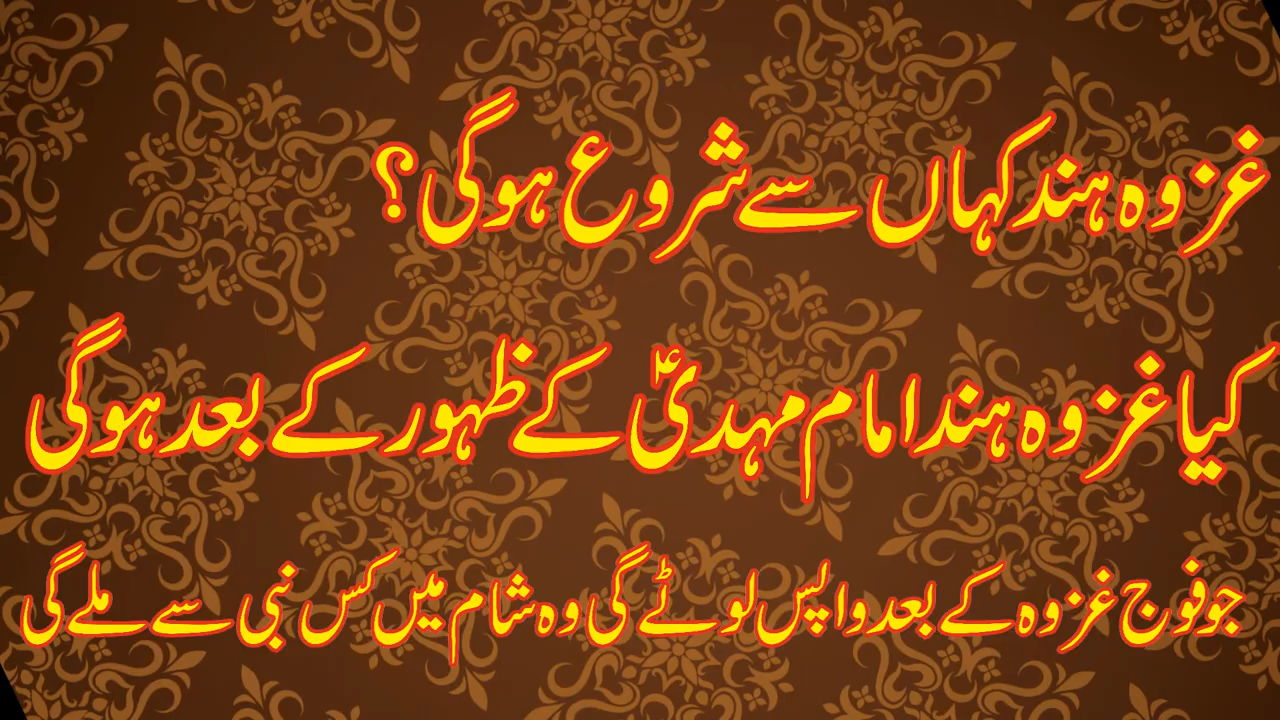 غزوہ ہند کہاں سے شروع ہوگی؟
کیا غزوہ ہند امام مہدیؑ کے ظہور کے بعد ہوگی
جو فوج غزوہ کے بعد واپس لوٹے گی وہ شام میں کس نبی سے ملے گی